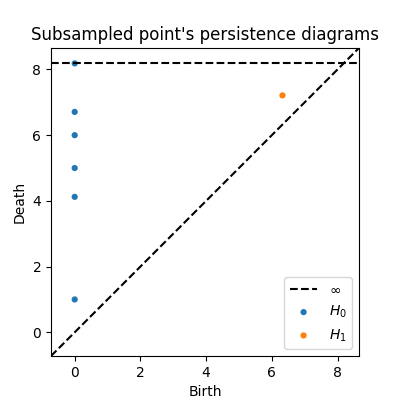 Subsampled point's persistence diagrams
8
6
4
2
0
Death
∞
H₀
H₁
0 2 4 6 8
Birth